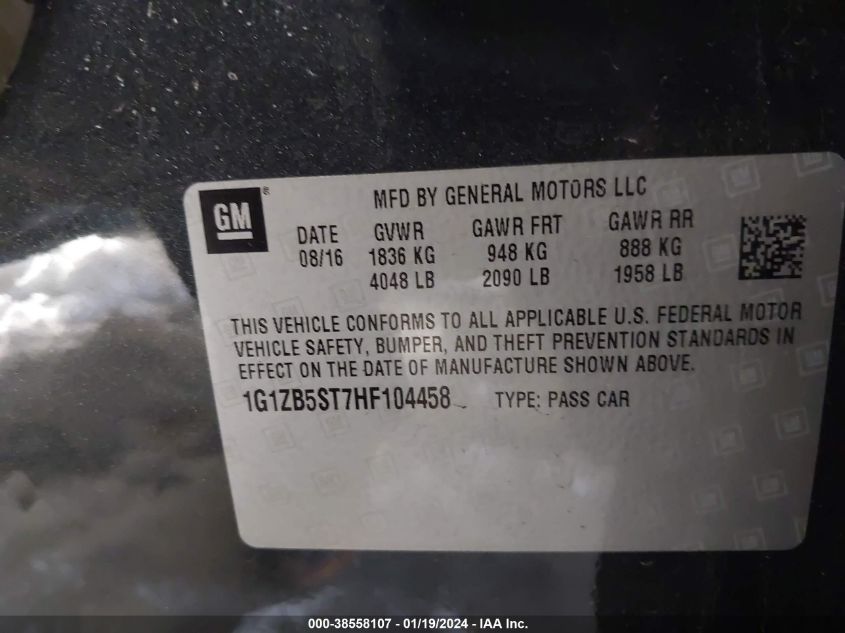 GM ®
MFD BY GENERAL MOTORS LLC
DATE GVWR GAWR FRT GAWR RR
08/16 1836 KG 948 KG 888 KG
4048 LB 2090 LB 1958 LB
THIS VEHICLE CONFORMS TO ALL APPLICABLE U.S. FEDERAL MOTOR
VEHICLE SAFETY, BUMPER, AND THEFT PREVENTION STANDARDS IN
EFFECT ON THE DATE OF MANUFACTURE SHOWN ABOVE.
1G1ZB5ST7HF104458 TYPE: PASS CAR
000-38558107 - 01/19/2024 - IAA Inc.